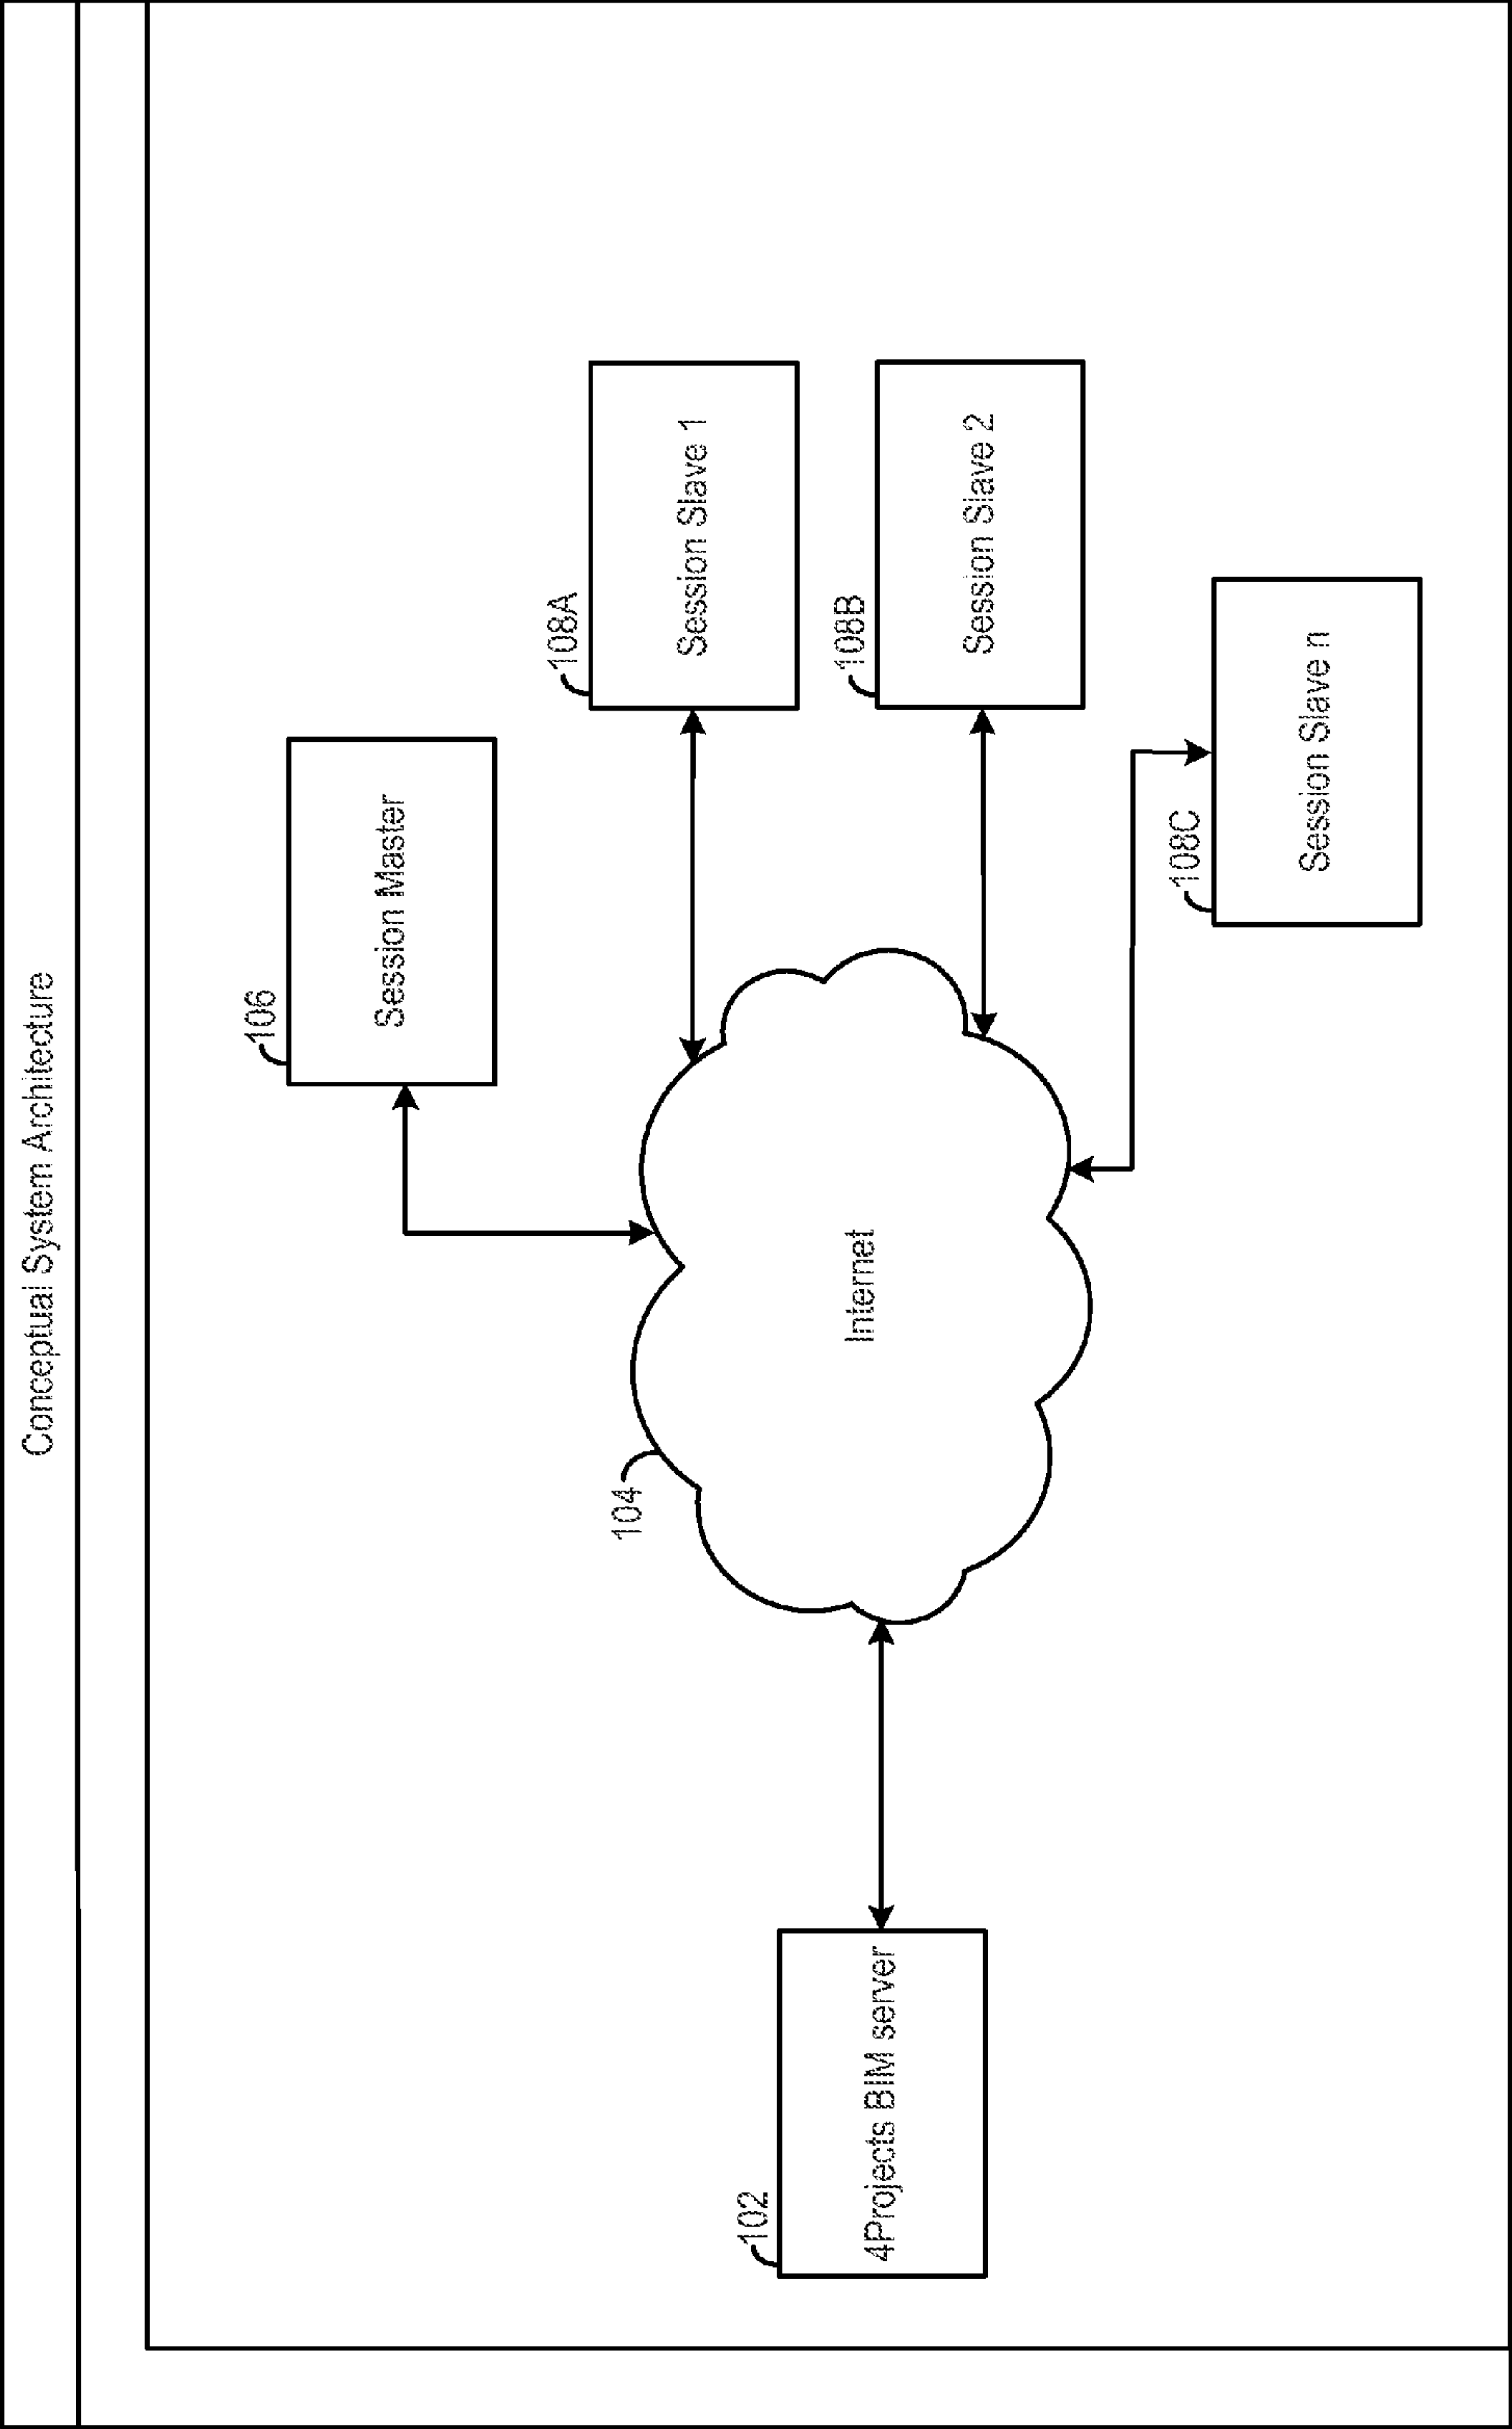 Conceptual System Architecture
106
Session Master
108A
Session Slave 1
104
Internet
108B
Session Slave 2
102
4Projects BIM server
108C
Session Slave n